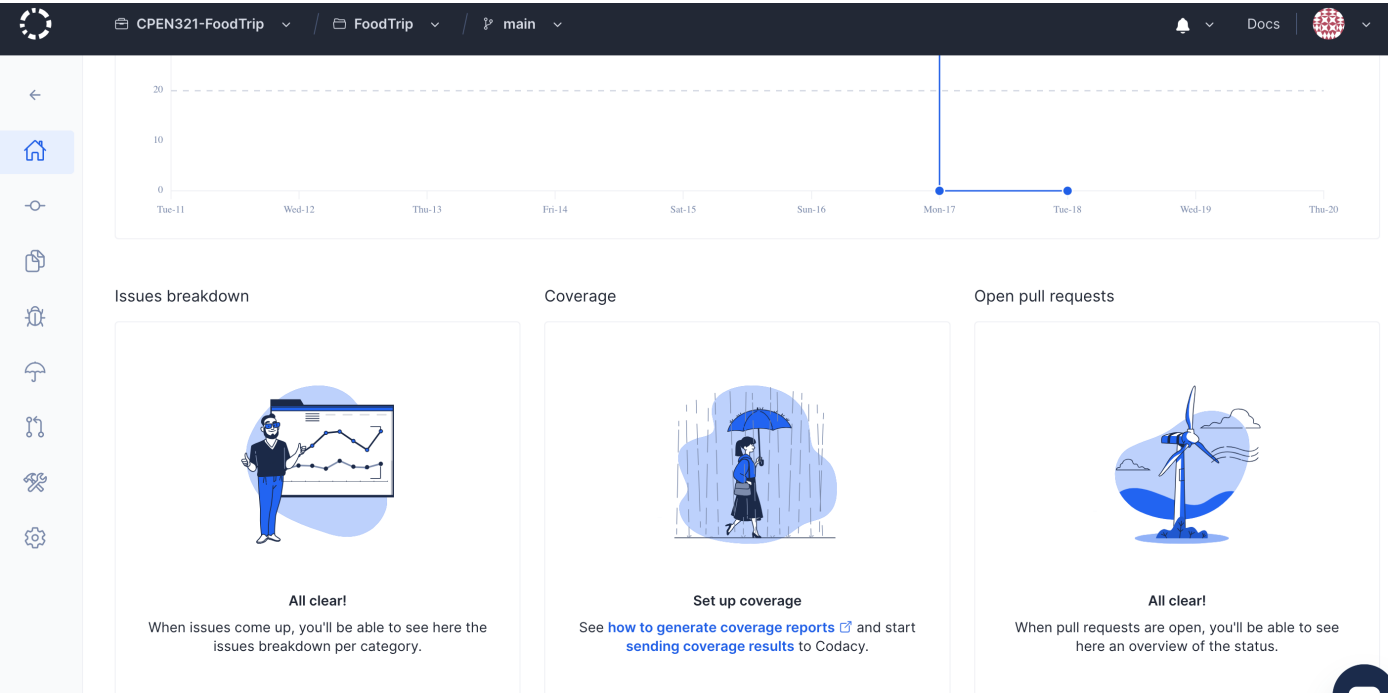 CPEN321-FoodTrip / FoodTrip / main Docs
20
10
0
Tue-11 Wed-12 Thu-13 Fri-14 Sat-15 Sun-16 Mon-17 Tue-18 Wed-19 Thu-20
Issues breakdown
Coverage
Open pull requests
All clear!
When issues come up, you'll be able to see here the
issues breakdown per category.
Set up coverage
See how to generate coverage reports and start
sending coverage results to Codacy.
All clear!
When pull requests are open, you'll be able to see
here an overview of the status.